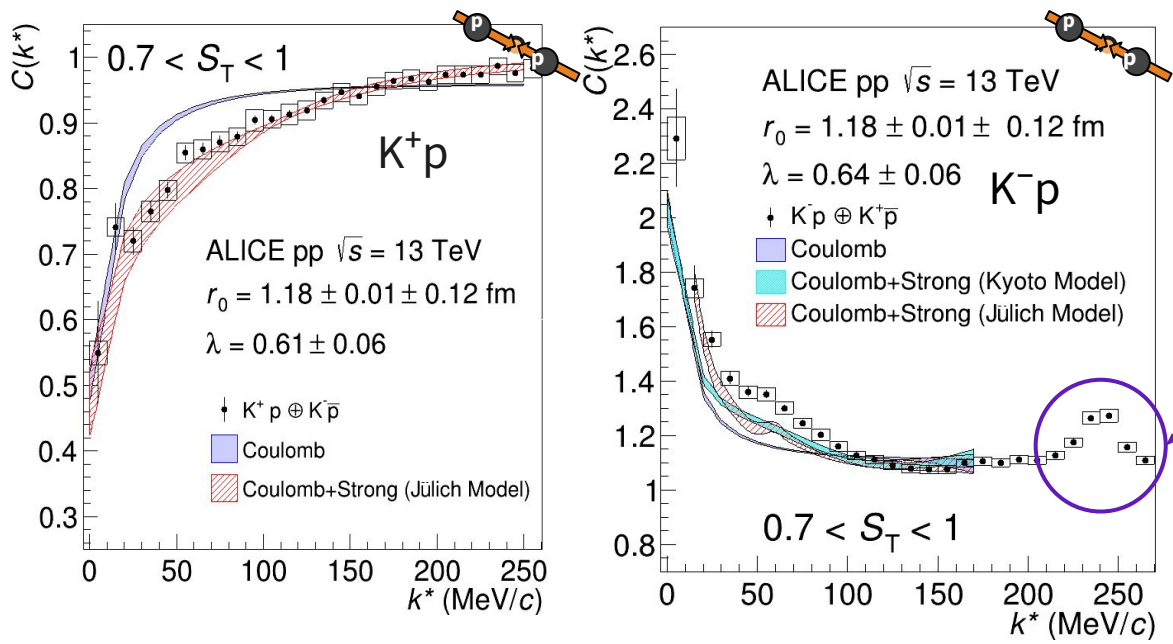 p
p
C(k*)
0.7 < S_T < 1
K⁺p
ALICE pp √s = 13 TeV
r₀ = 1.18 ± 0.01 ± 0.12 fm
λ = 0.61 ± 0.06
K⁺ p ⊕ K⁻p̅
Coulomb
Coulomb+Strong (Jülich Model)
1
0.9
0.8
0.7
0.6
0.5
0.4
0.3
0 50 100 150 200 250
k* (MeV/c)
p
p
C(k*)
ALICE pp √s = 13 TeV
r₀ = 1.18 ± 0.01 ± 0.12 fm
λ = 0.64 ± 0.06
K⁻p
K⁻p ⊕ K⁺p̅
Coulomb
Coulomb+Strong (Kyoto Model)
Coulomb+Strong (Jülich Model)
0.7 < S_T < 1
2.6
2.4
2.2
2
1.8
1.6
1.4
1.2
1
0.8
0 50 100 150 200 250
k* (MeV/c)